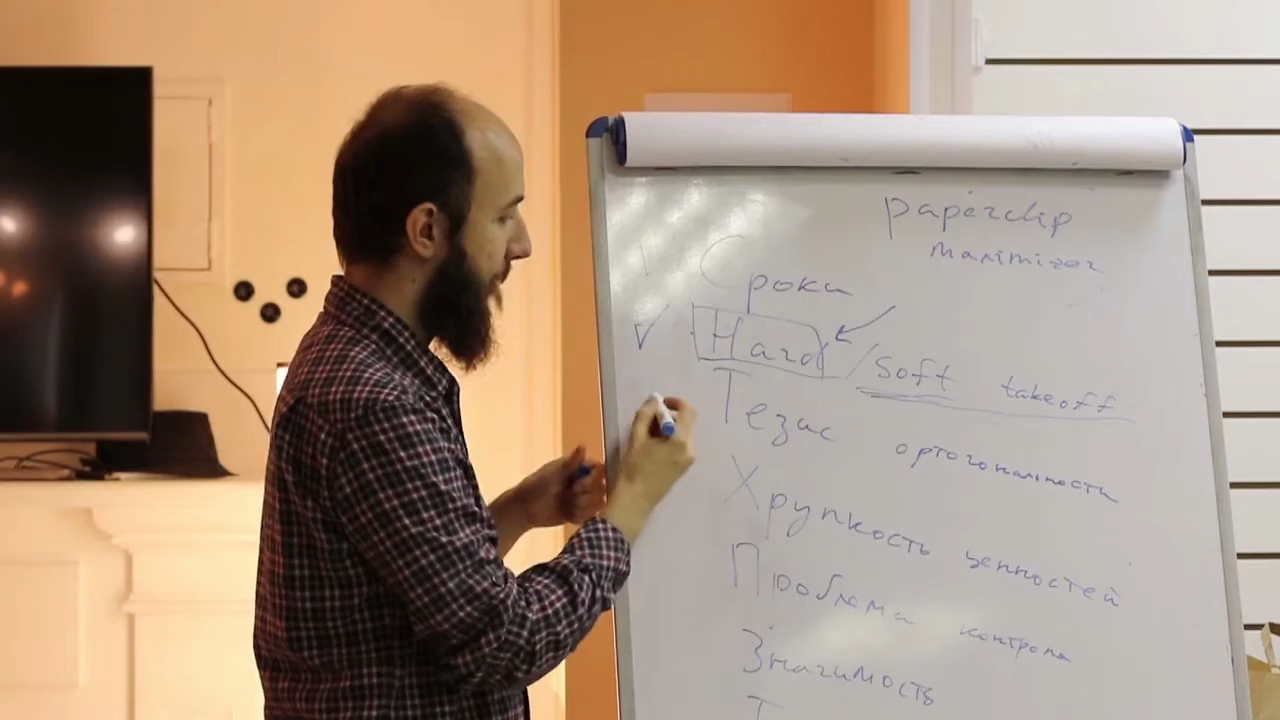 paperclip
maximizer
Сроки
Hard / Soft takeoff
Тезис ортогональности
Хрупкость ценностей
Проблема контроля
Значимость